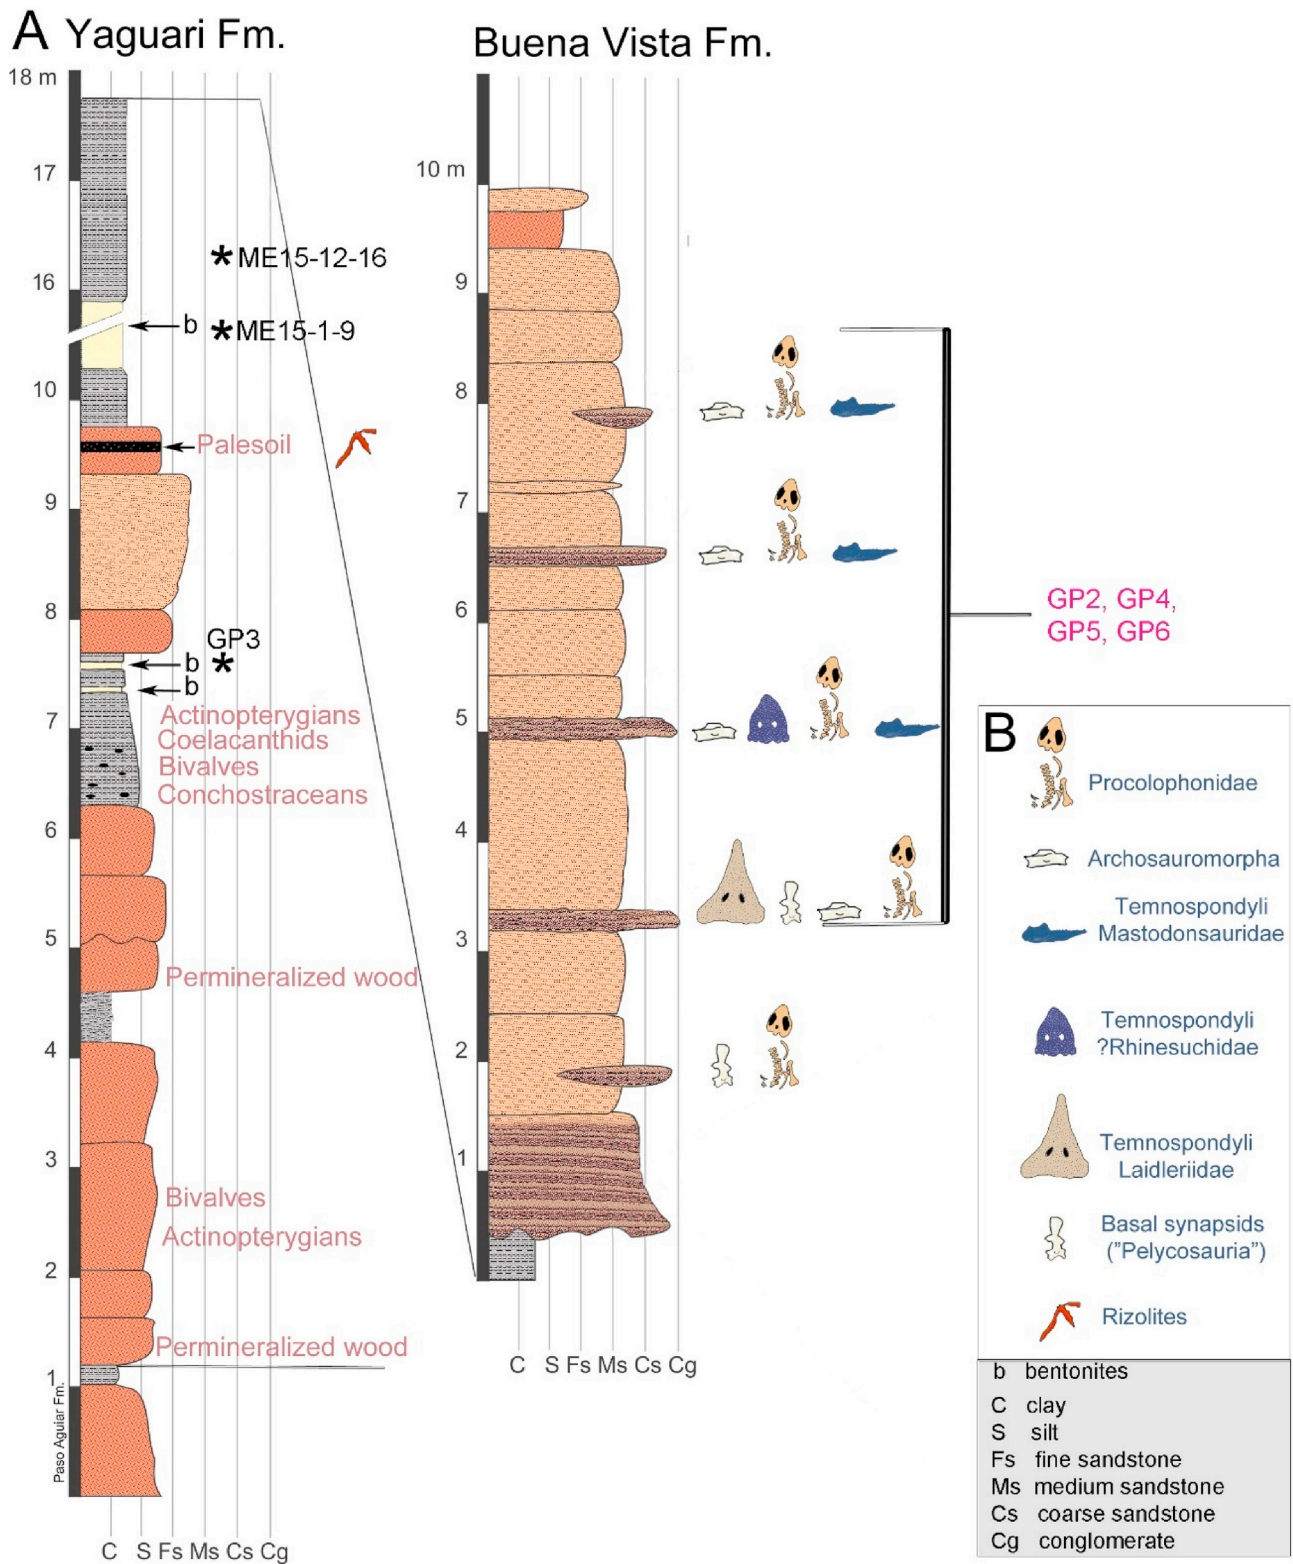 A Yaguari Fm.
Buena Vista Fm.
18 m
17
16
10
9
8
7
6
5
4
3
2
1
Paso Aguiar Fm.
ME15-12-16
b *ME15-1-9
Palesoil
GP3
b *
b
Actinopterygians
Coelacanthids
Bivalves
Conchostraceans
Permineralized wood
Bivalves
Actinopterygians
Permineralized wood
C S Fs Ms Cs Cg
10 m
9
8
7
6
5
4
3
2
1
C S Fs Ms Cs Cg
GP2, GP4,
GP5, GP6
B
Procolophonidae
Archosauromorpha
Temnospondyli
Mastodonsauridae
Temnospondyli
?Rhinesuchidae
Temnospondyli
Laidleriidae
Basal synapsids
("Pelycosauria")
Rizolites
b bentonites
C clay
S silt
Fs fine sandstone
Ms medium sandstone
Cs coarse sandstone
Cg conglomerate